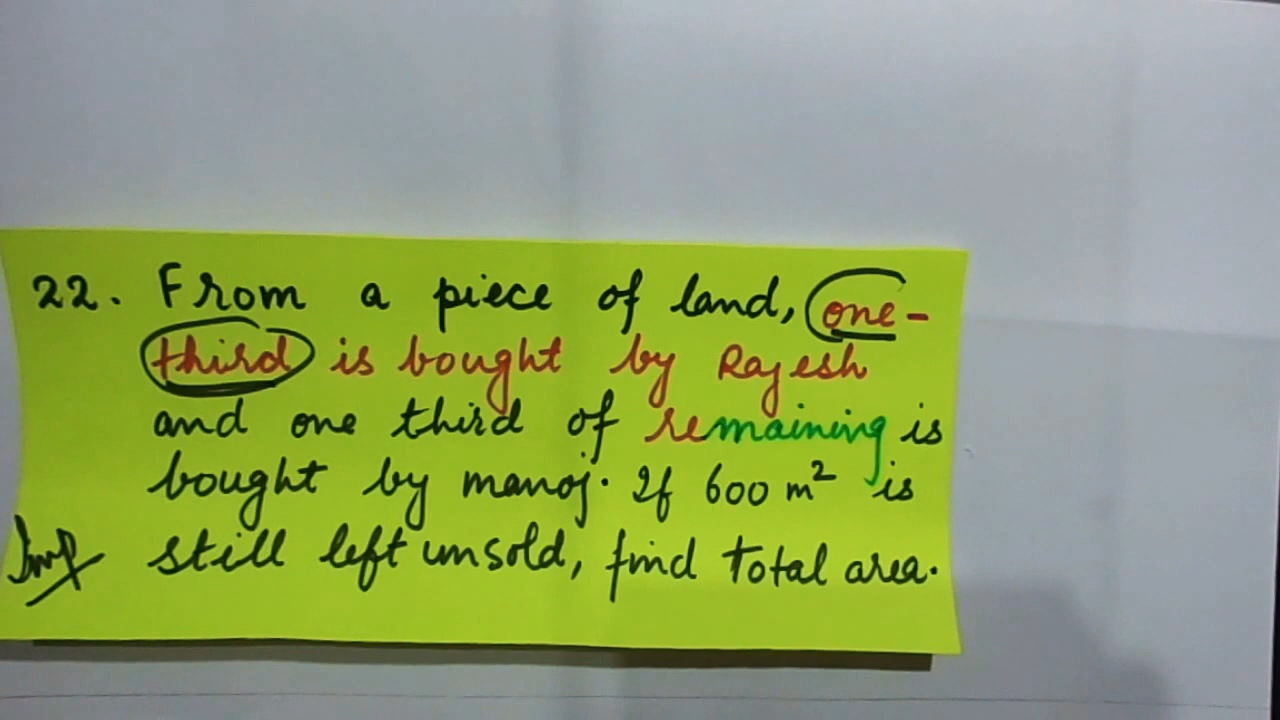 22. From a piece of land, one-
third is bought by Rajesh
and one third of remaining is
bought by manoj. If 600 m² is
Imp still left unsold, find total area.